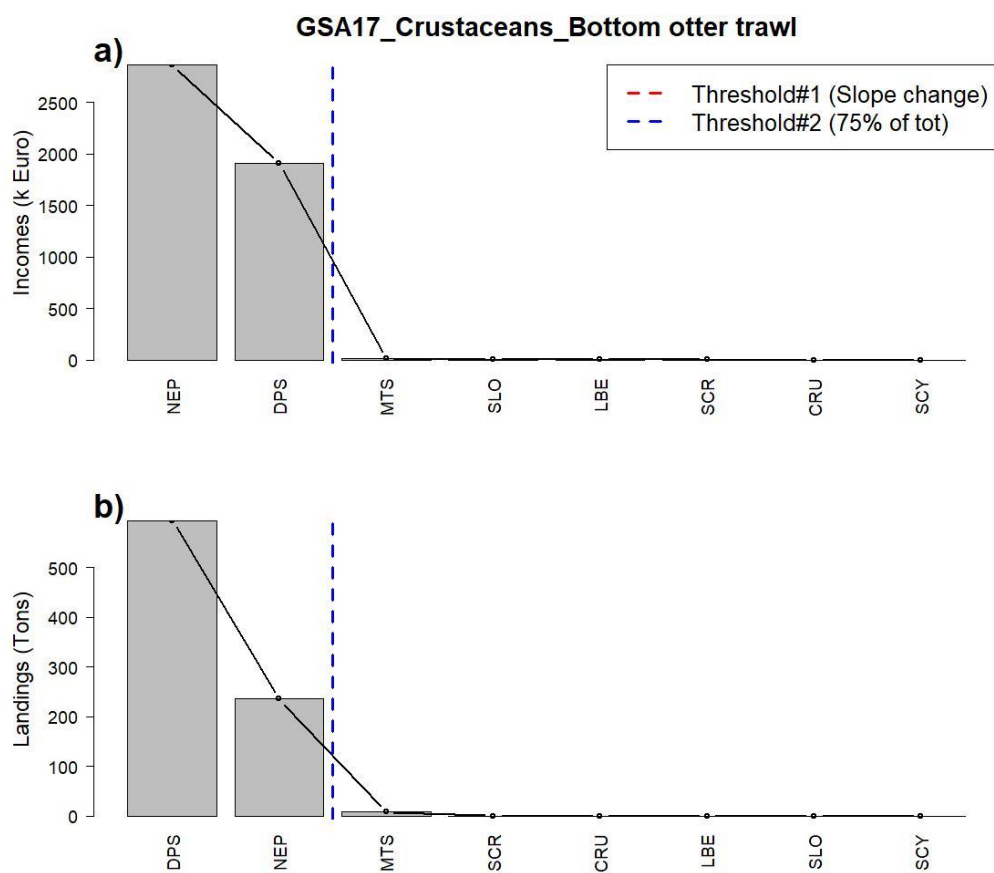 GSA17_Crustaceans_Bottom otter trawl
a)
Threshold#1 (Slope change)
Threshold#2 (75% of tot)
Incomes (k Euro)
2500
2000
1500
1000
500
0
NEP DPS MTS SLO LBE SCR CRU SCY
b)
Landings (Tons)
500
400
300
200
100
0
DPS NEP MTS SCR CRU LBE SLO SCY